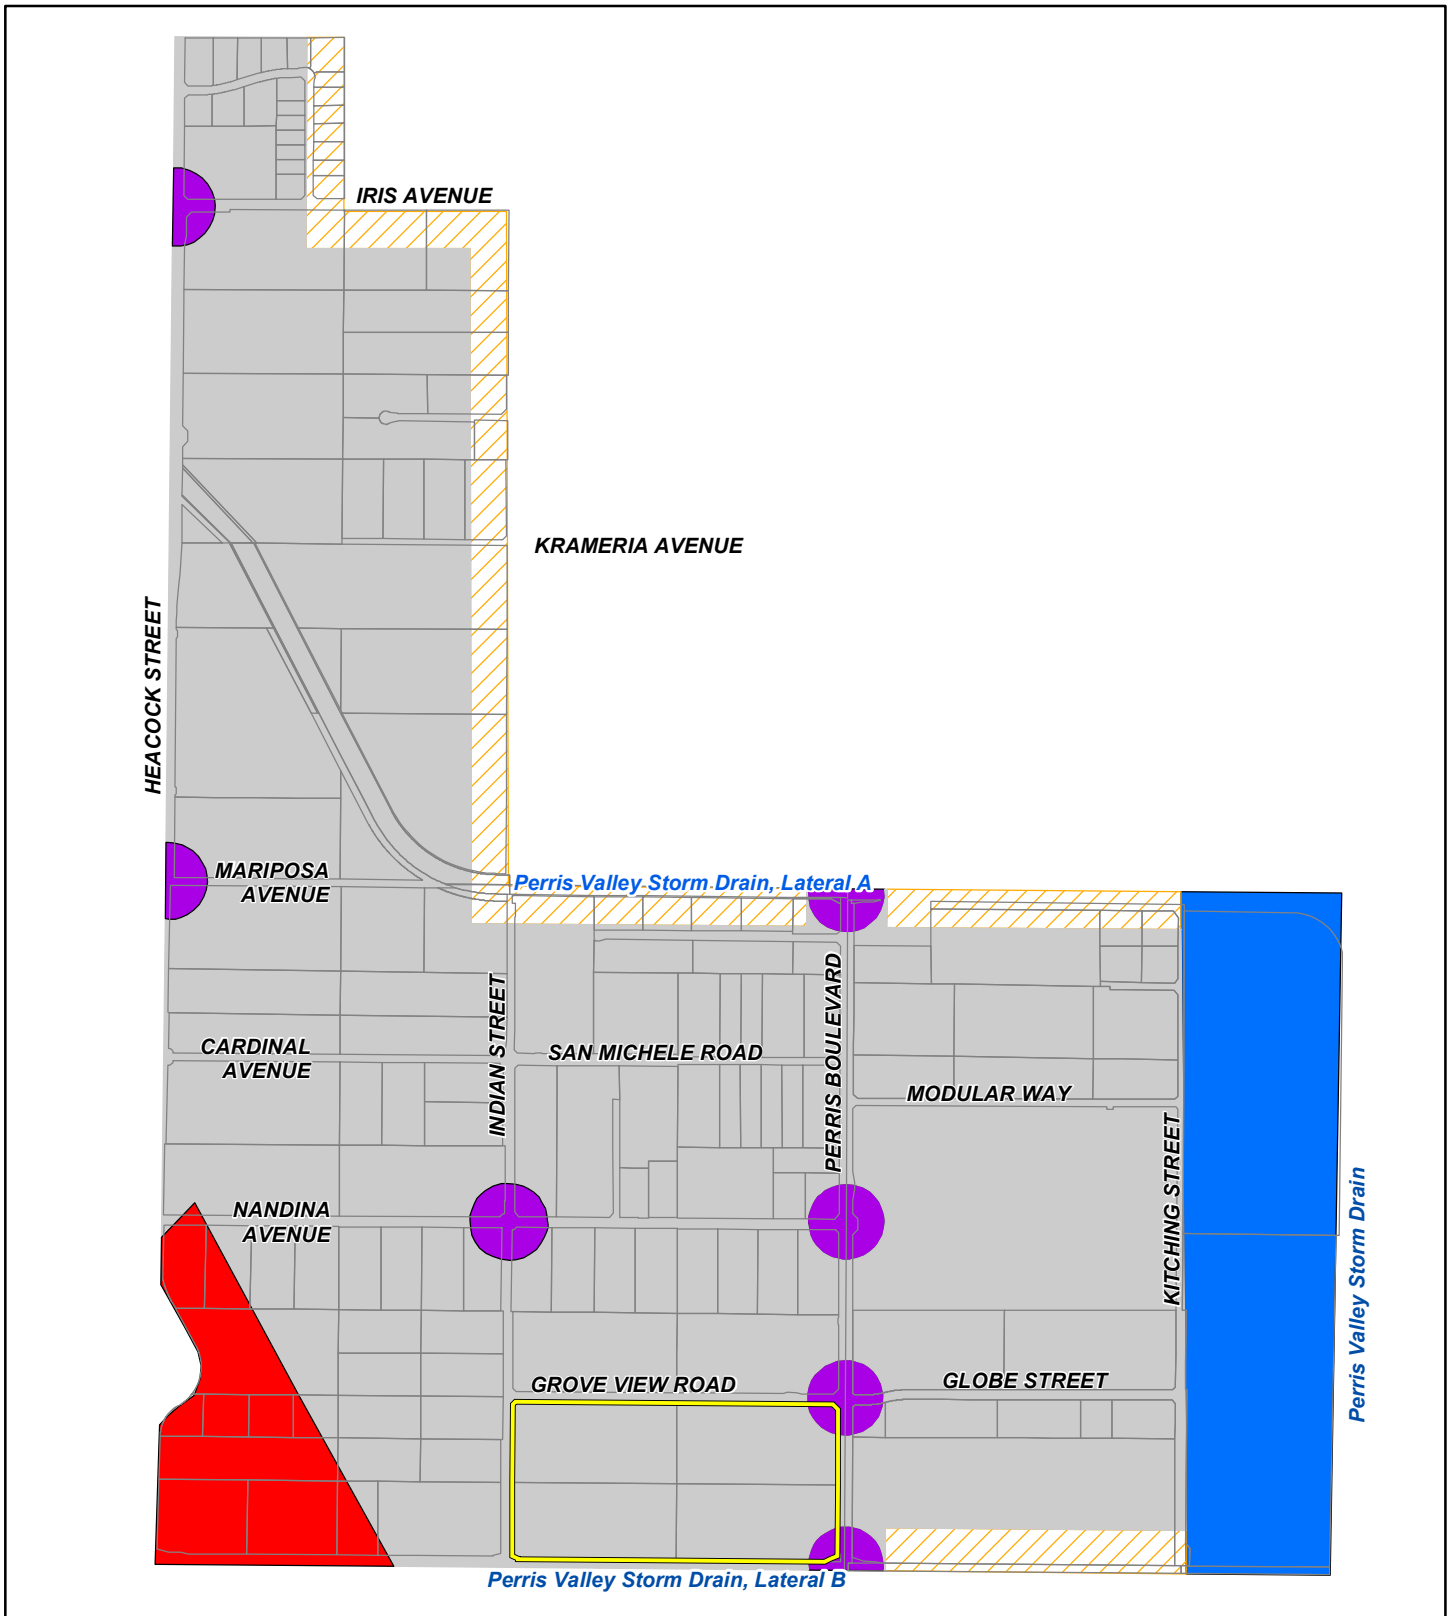 IRIS AVENUE
KRAMERIA AVENUE
HEACOCK STREET
MARIPOSA
AVENUE
Perris Valley Storm Drain, Lateral A
INDIAN STREET
PERRIS BOULEVARD
CARDINAL
AVENUE
SAN MICHELE ROAD
MODULAR WAY
KITCHING STREET
Perris Valley Storm Drain
NANDINA
AVENUE
GROVE VIEW ROAD
GLOBE STREET
Perris Valley Storm Drain, Lateral B